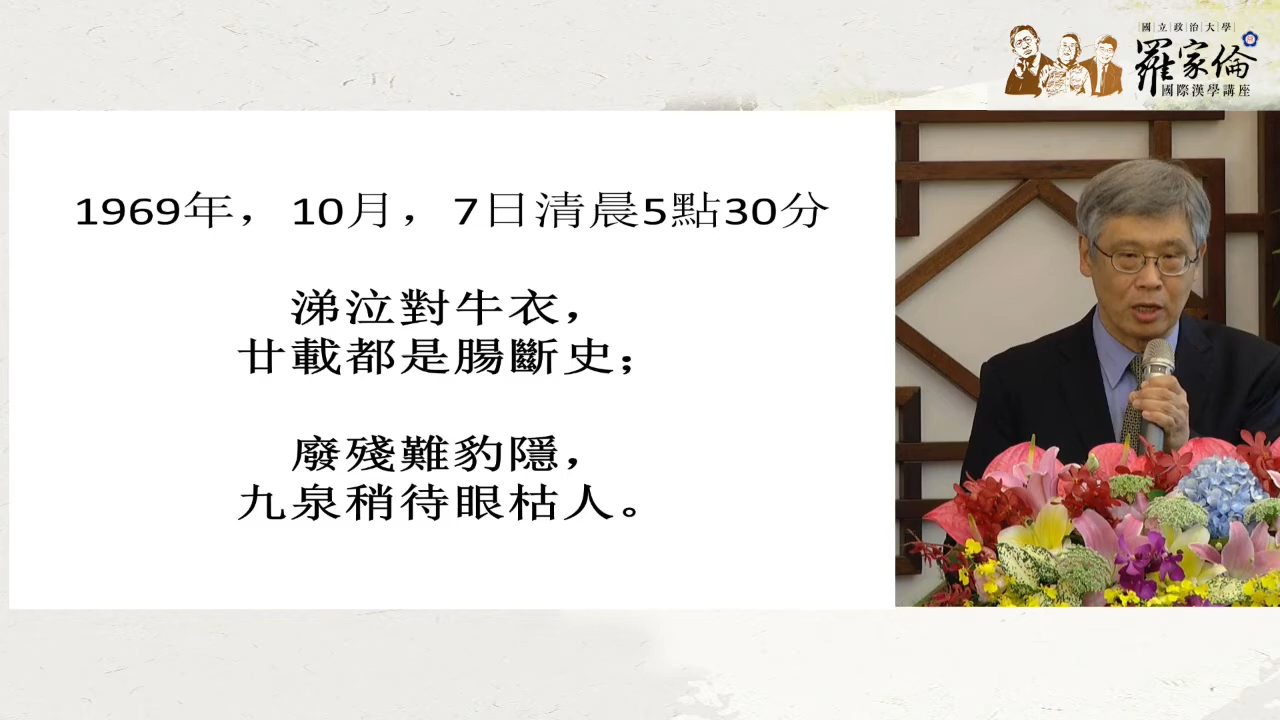 國立政治大學
羅家倫
國際漢學講座
1969年，10月，7日清晨5點30分
涕泣對牛衣，
廿載都是腸斷史；
廢殘難豹隱，
九泉稍待眼枯人。